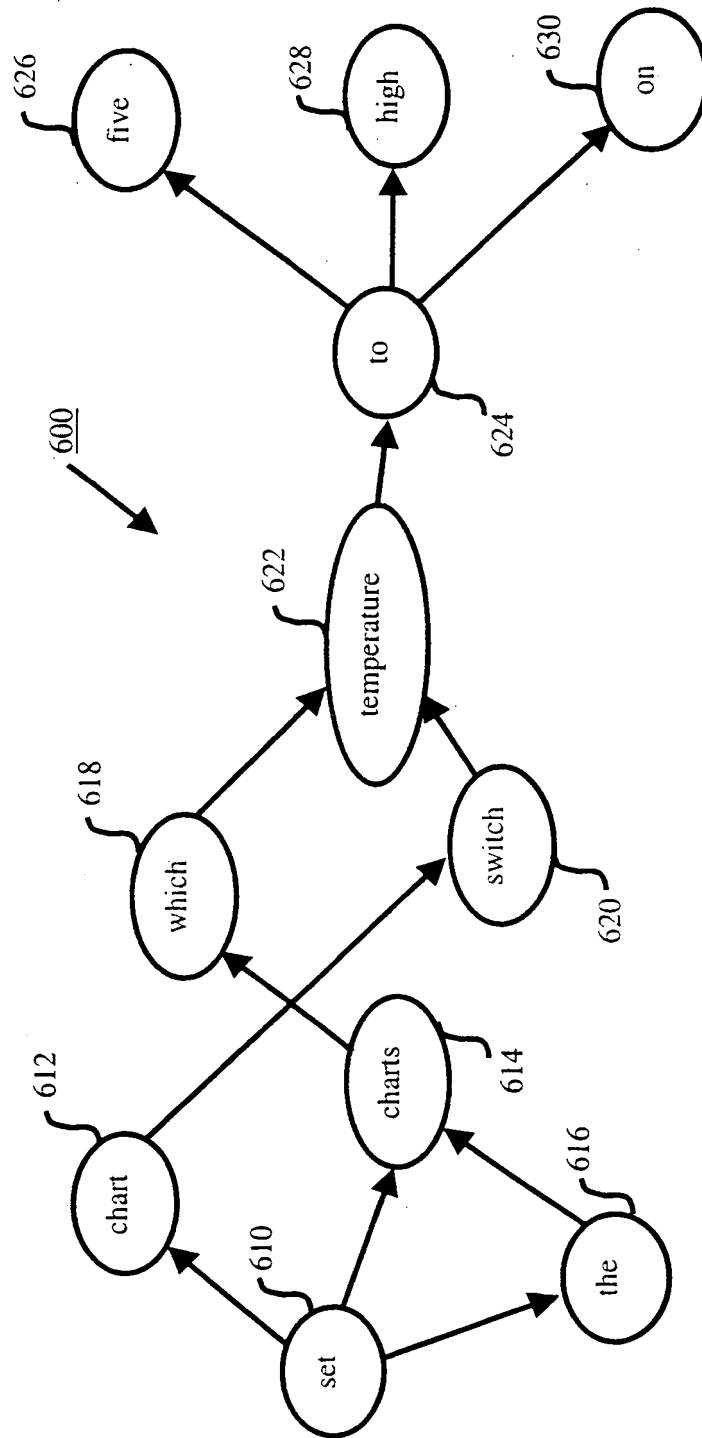 600
set
610
chart
612
charts
614
the
616
which
618
switch
620
temperature
622
to
624
five
626
high
628
on
630